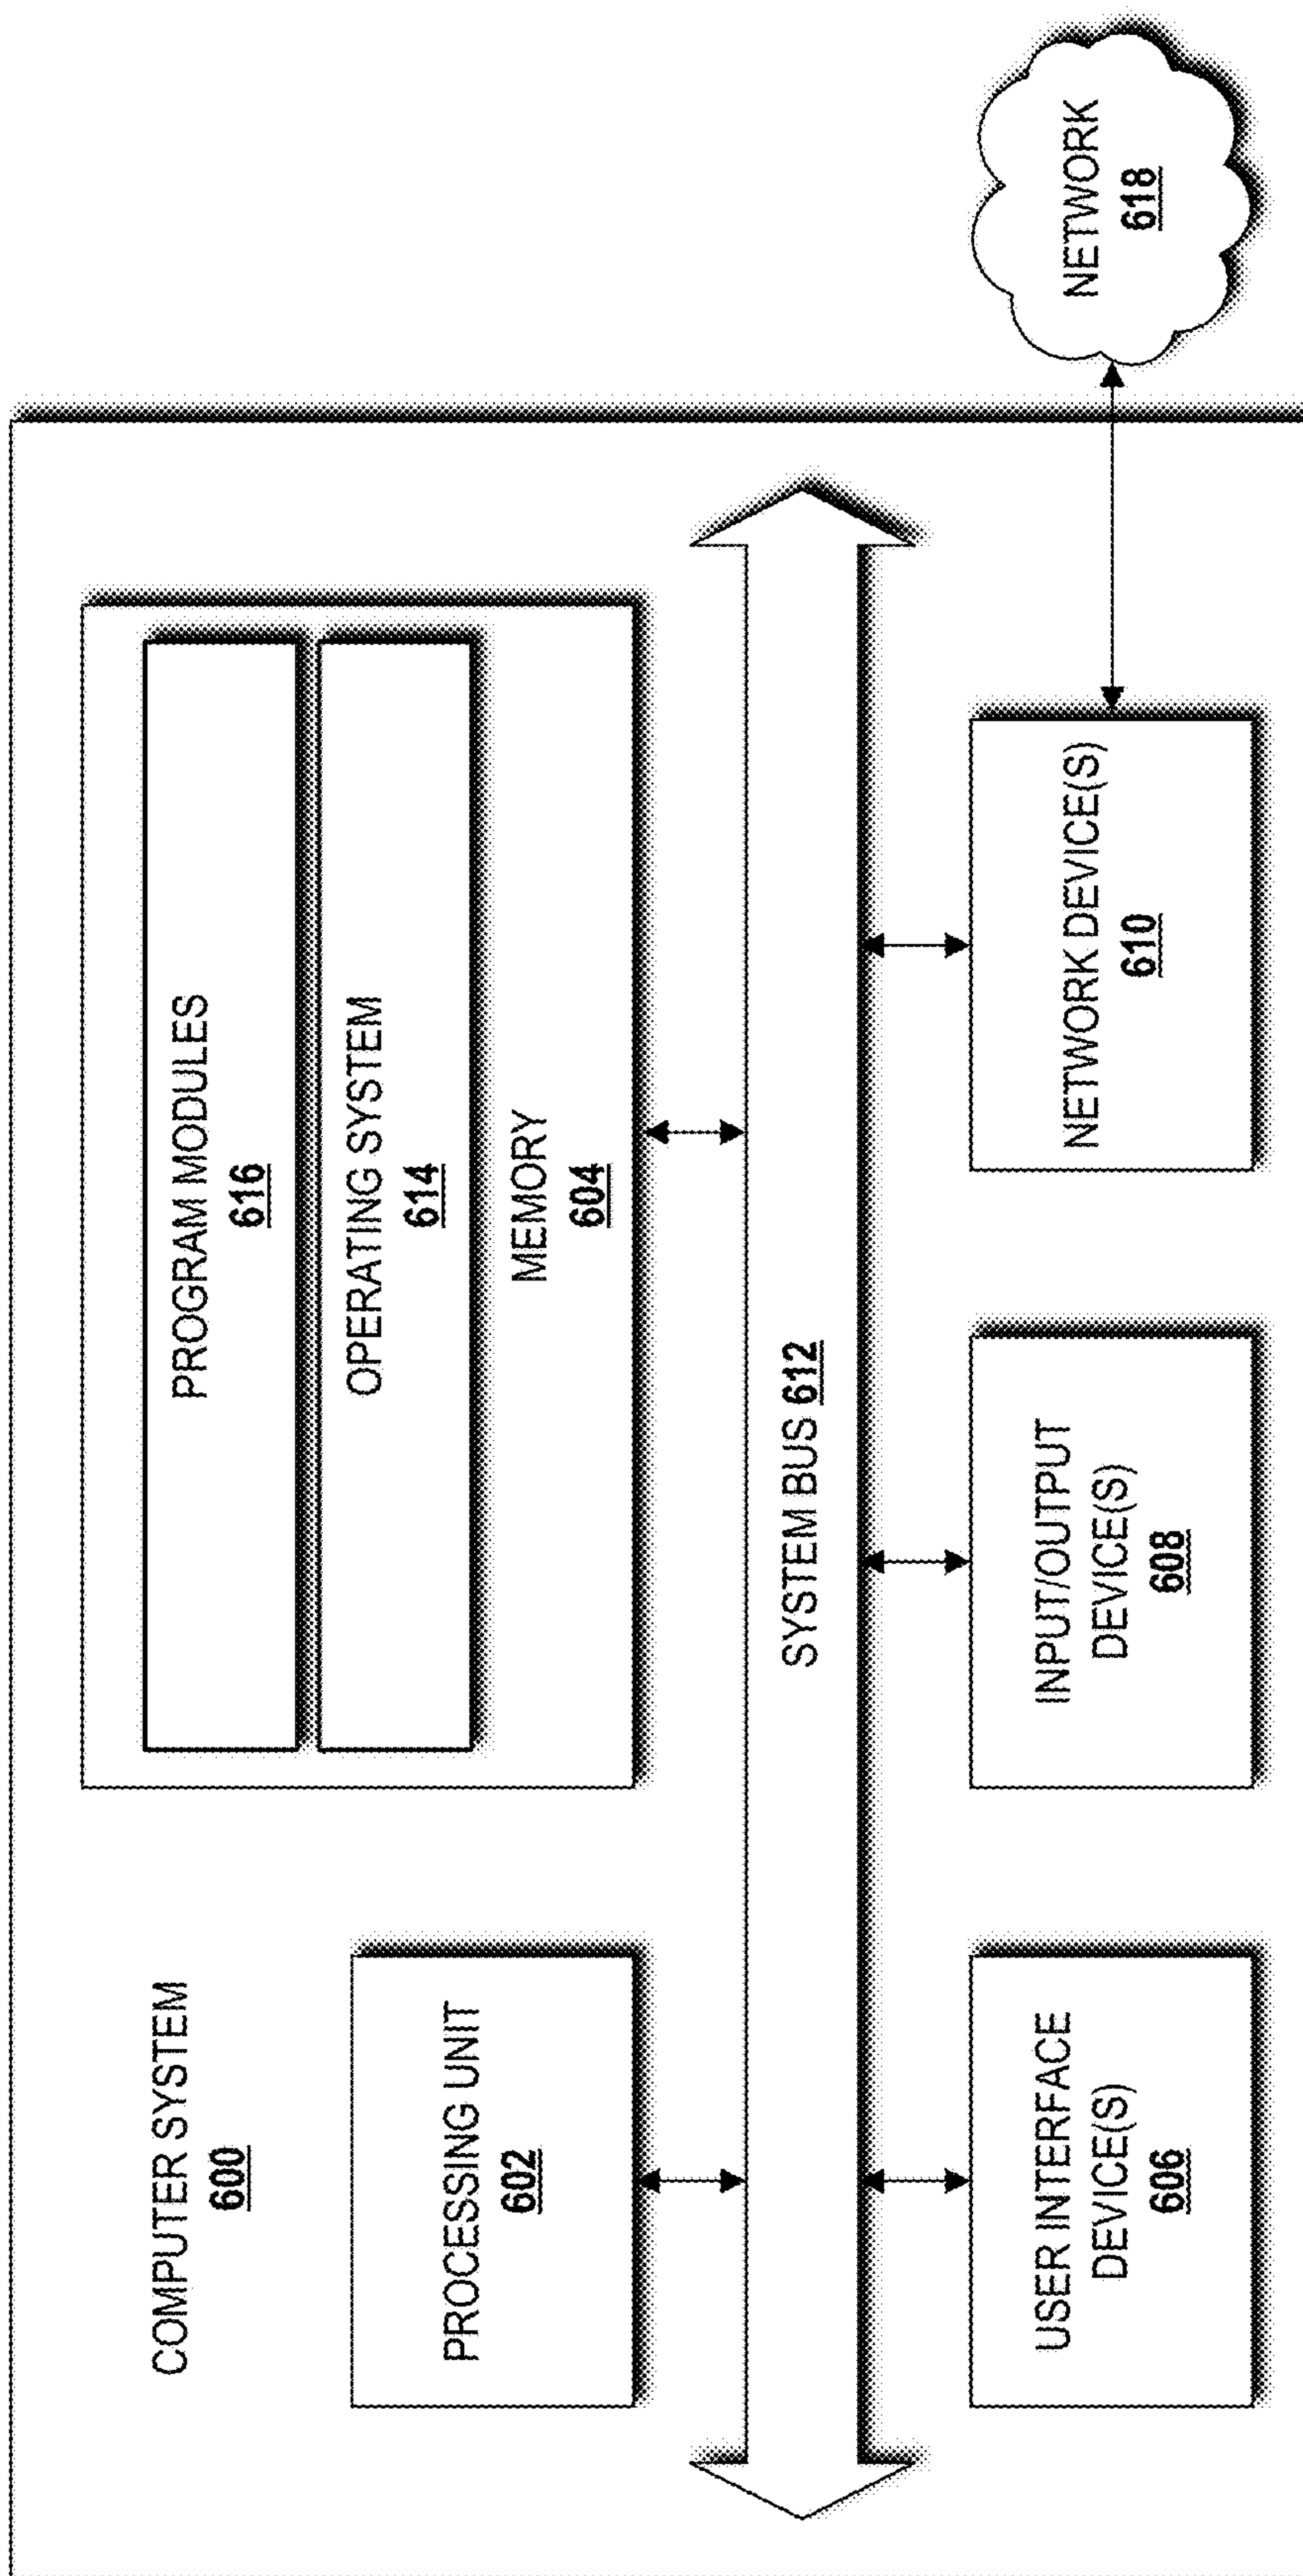 COMPUTER SYSTEM
600
PROCESSING UNIT
602
PROGRAM MODULES
616
OPERATING SYSTEM
614
MEMORY
604
SYSTEM BUS 612
USER INTERFACE
DEVICE(S)
606
INPUT/OUTPUT
DEVICE(S)
608
NETWORK DEVICE(S)
610
NETWORK
618